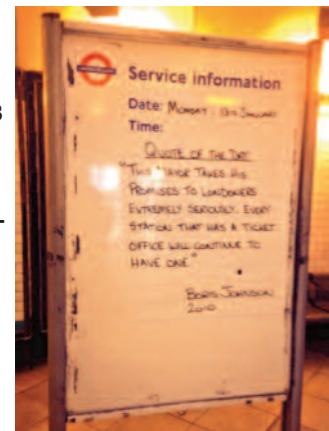 Service information
Date: MONDAY 13TH JANUARY
Time:
QUOTE OF THE DAY
"THIS MAYOR TAKES HIS
PROMISES TO LONDONERS
EXTREMELY SERIOUSLY. EVERY
STATION THAT HAS A TICKET
OFFICE WILL CONTINUE TO
HAVE ONE."
BORIS JOHNSON
2010